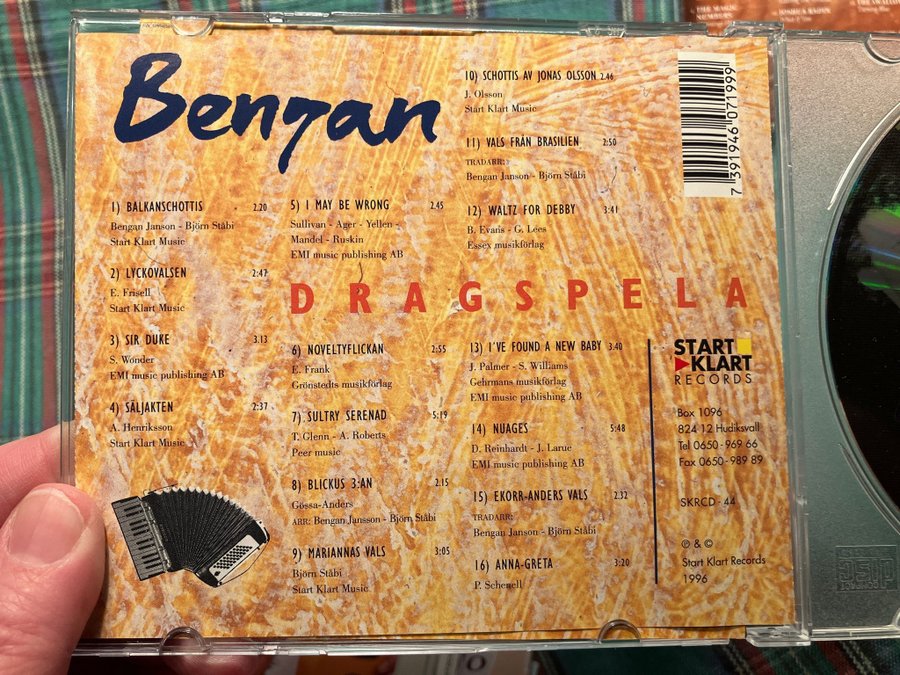 Bengan
1) BALKANSCHOTTIS 2.20
Bengan Janson - Björn Ståbi
Start Klart Music
2) LYCKOVALSEN 2:47
E. Frisell
Start Klart Music
3) SIR DUKE 3.13
S. Wonder
EMI music publishing AB
4) SÄLJAKTEN 2:37
A. Henriksson
Start Klart Music
5) I MAY BE WRONG 2.45
Sullivan - Ager - Yellen -
Mandel - Ruskin
EMI music publishing AB
DRAGSPELA
6) NOVELTYFLICKAN 2:55
E. Frank
Grönstedts musikförlag
7) SULTRY SERENAD 5:19
T. Glenn - A. Roberts
Peer music
8) BLICKUS 3:AN 2.15
Gössa-Anders
ARR: Bengan Jansson - Björn Ståbi
9) MARIANNAS VALS 3:05
Björn Ståbi
Start Klart Music
10) SCHOTTIS AV JONAS OLSSON 2.46
J. Olsson
Start Klart Music
11) VALS FRÅN BRASILIEN 2:50
TRADARR:
Bengan Janson - Björn Ståbi
12) WALTZ FOR DEBBY 3:41
B. Evans - G. Lees
Essex musikförlag
13) I'VE FOUND A NEW BABY 3.40
J. Palmer - S. Williams
Gehrmans musikförlag
EMI music publishing AB
14) NUAGES 5:48
D. Reinhardt - J. Larue
EMI music publishing AB
15) EKORR-ANDERS VALS 2.32
TRADARR:
Bengan Janson - Björn Ståbi
16) ANNA-GRETA 3:20
P. Schenell
7 391946 071999
START
KLART
RECORDS
Box 1096
824 12 Hudiksvall
Tel 0650-969 66
Fax 0650-989 89
SKRCD - 44
℗ & ©
Start Klart Records
1996